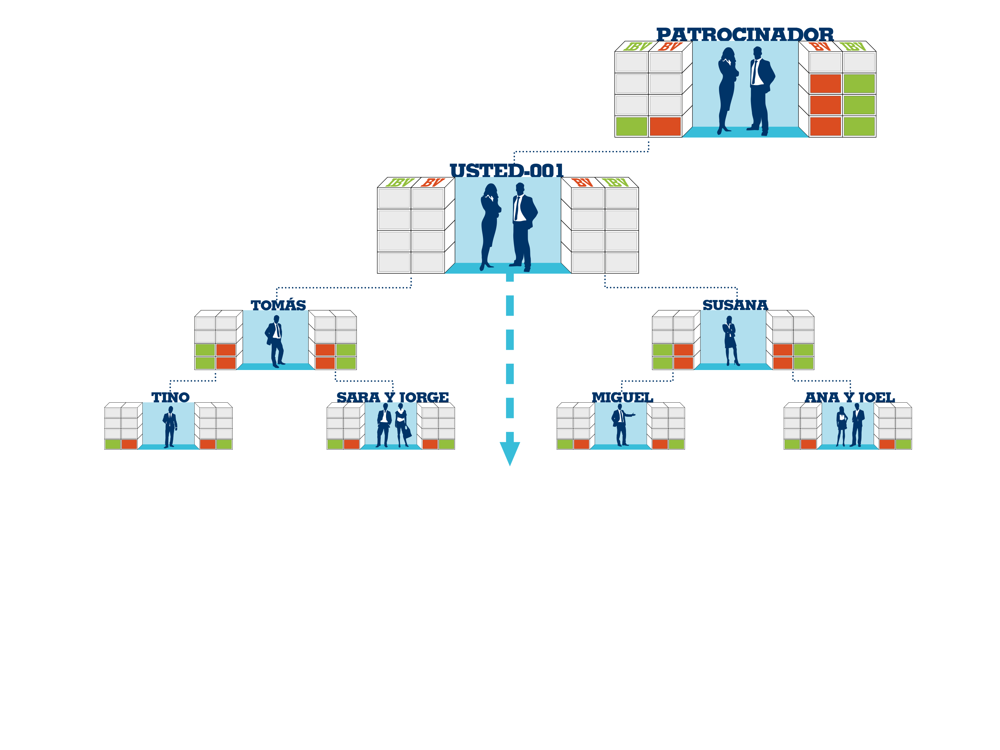 PATROCINADOR
IBV BV BV IBV
USTED-001
IBV BV BV IBV
TOMÁS
SUSANA
TINO
SARA Y JORGE
MIGUEL
ANA Y JOEL